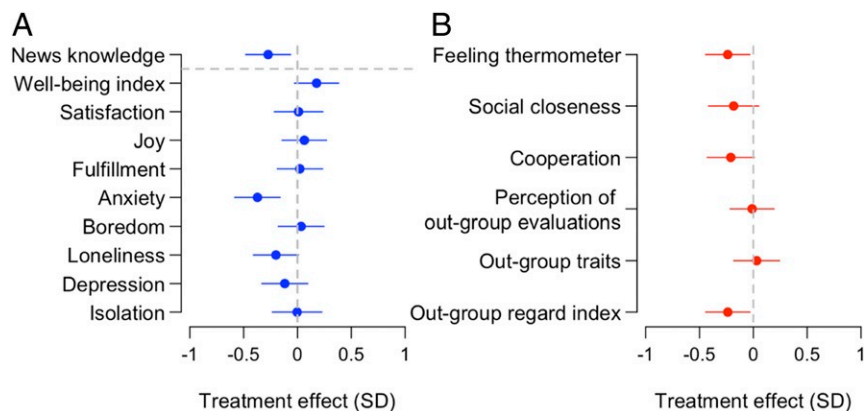 A
News knowledge
Well-being index
Satisfaction
Joy
Fulfillment
Anxiety
Boredom
Loneliness
Depression
Isolation
-1 -0.5 0 0.5 1
Treatment effect (SD)
B
Feeling thermometer
Social closeness
Cooperation
Perception of
out-group evaluations
Out-group traits
Out-group regard index
-1 -0.5 0 0.5 1
Treatment effect (SD)